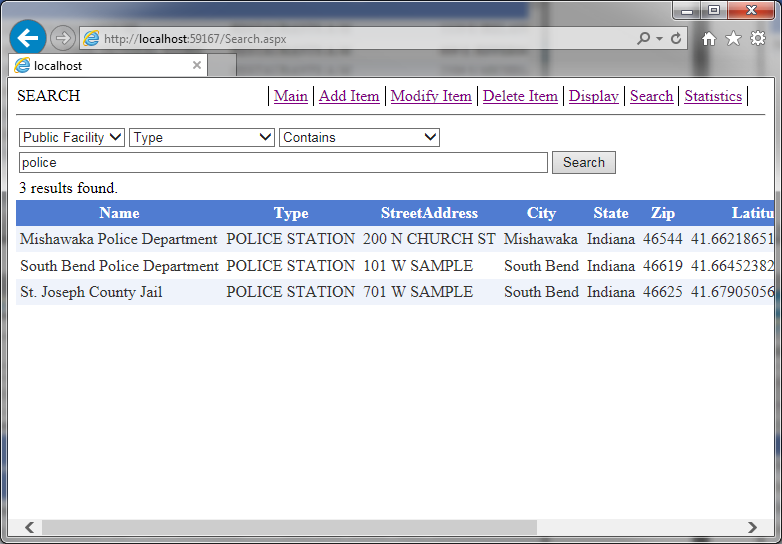 http://localhost:59167/Search.aspx
localhost
SEARCH Main Add Item Modify Item Delete Item Display Search Statistics
Public Facility Type Contains
police Search
3 results found.
Name Type StreetAddress City State Zip Latitu
Mishawaka Police Department POLICE STATION 200 N CHURCH ST Mishawaka Indiana 46544 41.66218651
South Bend Police Department POLICE STATION 101 W SAMPLE South Bend Indiana 46619 41.66452382
St. Joseph County Jail POLICE STATION 701 W SAMPLE South Bend Indiana 46625 41.67905056